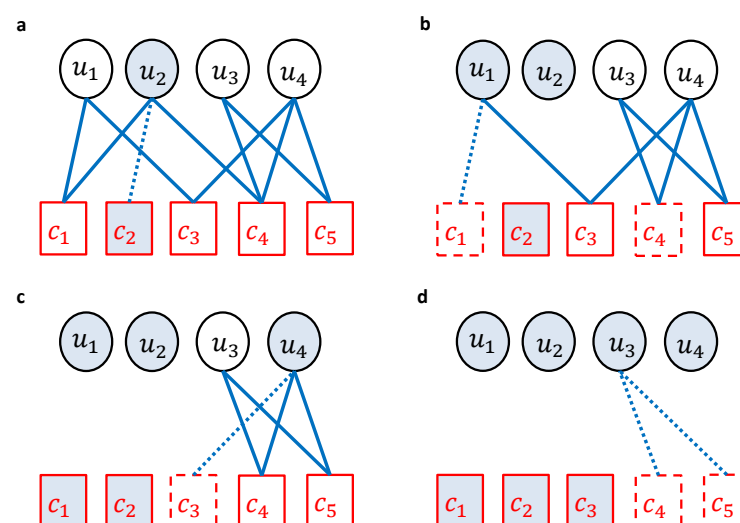 a
u₁ u₂ u₃ u₄
c₁ c₂ c₃ c₄ c₅
b
u₁ u₂ u₃ u₄
c₁ c₂ c₃ c₄ c₅
c
u₁ u₂ u₃ u₄
c₁ c₂ c₃ c₄ c₅
d
u₁ u₂ u₃ u₄
c₁ c₂ c₃ c₄ c₅